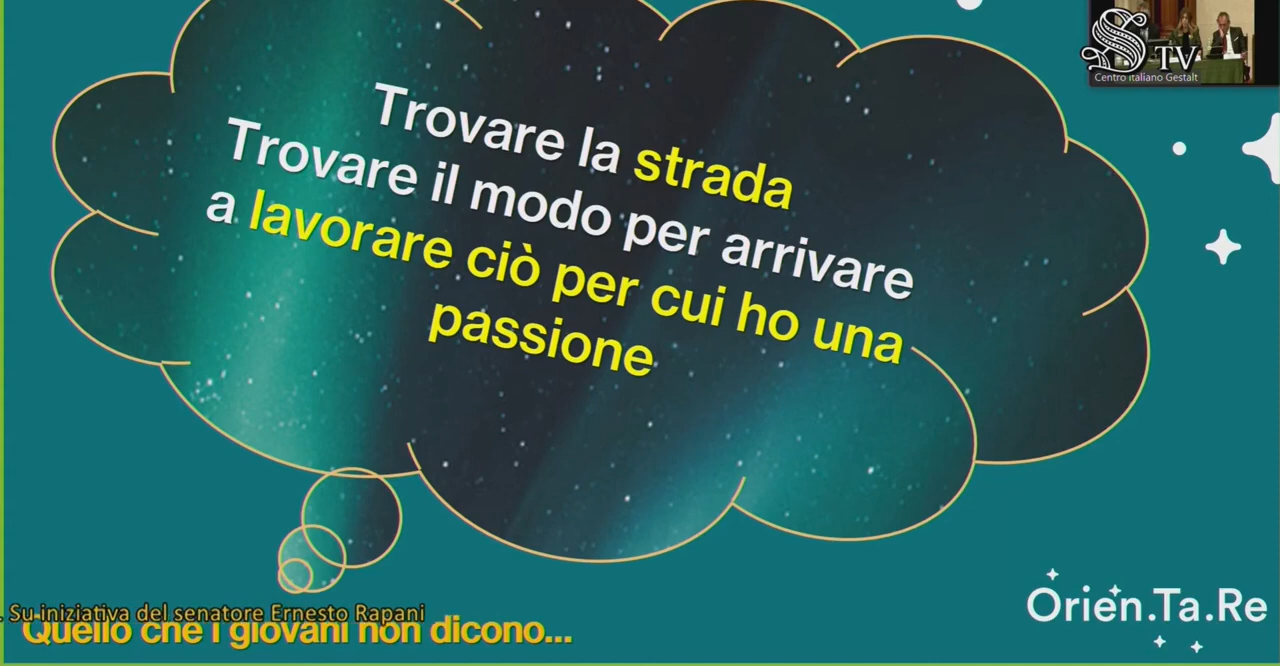 Trovare la strada
Trovare il modo per arrivare
a lavorare ciò per cui ho una
passione
S TV
Centro Italiano Gestalt
. Su iniziativa del senatore Ernesto Rapani
Quello che i giovani non dicono...
Orien.Ta.Re